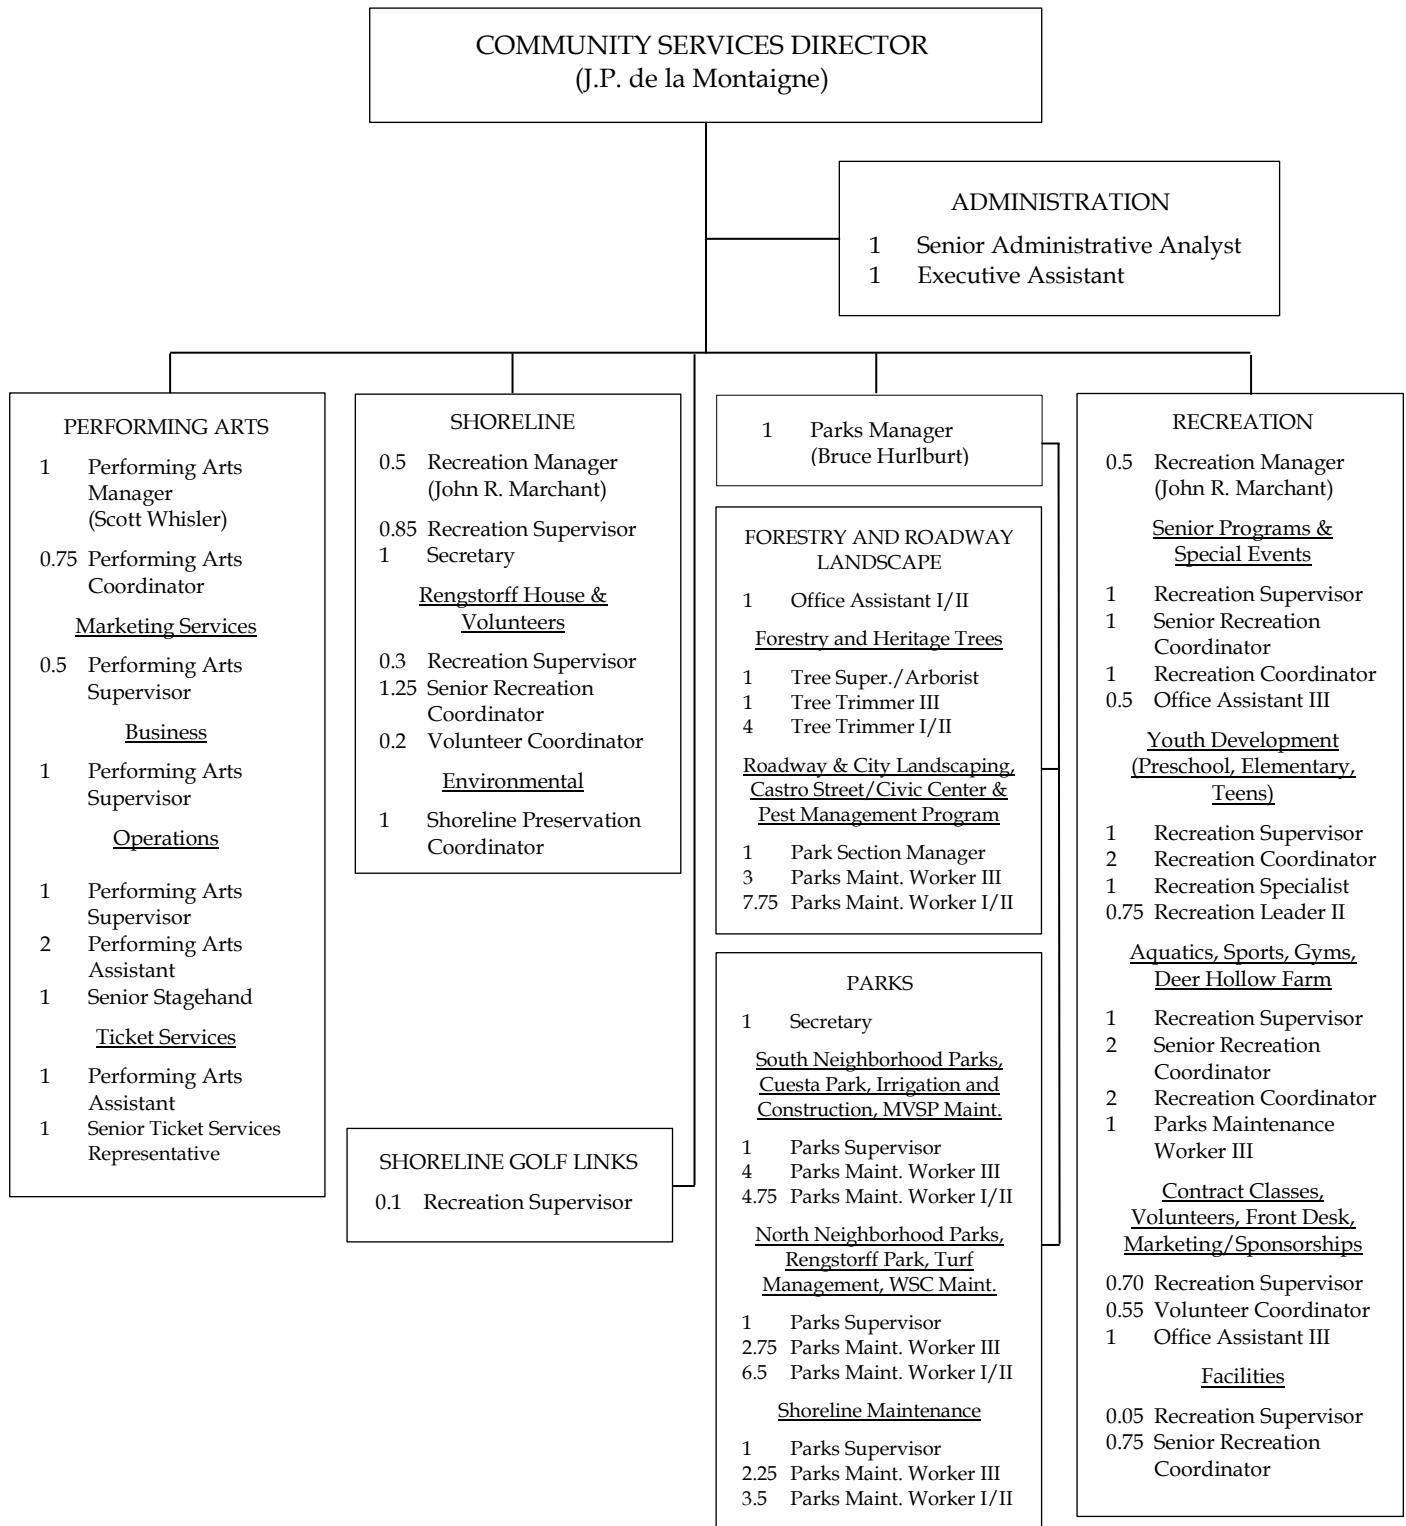 COMMUNITY SERVICES DIRECTOR
(J.P. de la Montaigne)
ADMINISTRATION
1 Senior Administrative Analyst
1 Executive Assistant
PERFORMING ARTS
1 Performing Arts
Manager
(Scott Whisler)
0.75 Performing Arts
Coordinator
Marketing Services
0.5 Performing Arts
Supervisor
Business
1 Performing Arts
Supervisor
Operations
1 Performing Arts
Supervisor
2 Performing Arts
Assistant
1 Senior Stagehand
Ticket Services
1 Performing Arts
Assistant
1 Senior Ticket Services
Representative
SHORELINE
0.5 Recreation Manager
(John R. Marchant)
0.85 Recreation Supervisor
1 Secretary
Rengstorff House &
Volunteers
0.3 Recreation Supervisor
1.25 Senior Recreation
Coordinator
0.2 Volunteer Coordinator
Environmental
1 Shoreline Preservation
Coordinator
SHORELINE GOLF LINKS
0.1 Recreation Supervisor
1 Parks Manager
(Bruce Hurlburt)
FORESTRY AND ROADWAY
LANDSCAPE
1 Office Assistant I/II
Forestry and Heritage Trees
1 Tree Super./Arborist
1 Tree Trimmer III
4 Tree Trimmer I/II
Roadway & City Landscaping,
Castro Street/Civic Center &
Pest Management Program
1 Park Section Manager
3 Parks Maint. Worker III
7.75 Parks Maint. Worker I/II
PARKS
1 Secretary
South Neighborhood Parks,
Cuesta Park, Irrigation and
Construction, MVSP Maint.
1 Parks Supervisor
4 Parks Maint. Worker III
4.75 Parks Maint. Worker I/II
North Neighborhood Parks,
Rengstorff Park, Turf
Management, WSC Maint.
1 Parks Supervisor
2.75 Parks Maint. Worker III
6.5 Parks Maint. Worker I/II
Shoreline Maintenance
1 Parks Supervisor
2.25 Parks Maint. Worker III
3.5 Parks Maint. Worker I/II
RECREATION
0.5 Recreation Manager
(John R. Marchant)
Senior Programs &
Special Events
1 Recreation Supervisor
1 Senior Recreation
Coordinator
1 Recreation Coordinator
0.5 Office Assistant III
Youth Development
(Preschool, Elementary,
Teens)
1 Recreation Supervisor
2 Recreation Coordinator
1 Recreation Specialist
0.75 Recreation Leader II
Aquatics, Sports, Gyms,
Deer Hollow Farm
1 Recreation Supervisor
2 Senior Recreation
Coordinator
2 Recreation Coordinator
1 Parks Maintenance
Worker III
Contract Classes,
Volunteers, Front Desk,
Marketing/Sponsorships
0.70 Recreation Supervisor
0.55 Volunteer Coordinator
1 Office Assistant III
Facilities
0.05 Recreation Supervisor
0.75 Senior Recreation
Coordinator